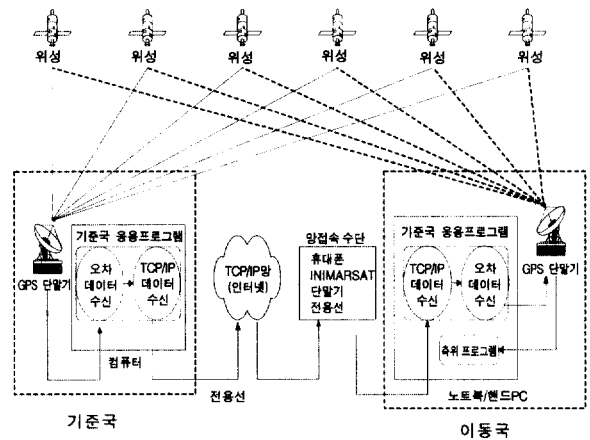 위성 위성 위성 위성 위성 위성
기준국 응용프로그램
오차
데이터
수신
TCP/IP
데이터
수신
GPS 단말기
컴퓨터
기준국
TCP/IP망
(인터넷)
전용선
망접속 수단
휴대폰
INIMARSAT
단말기
전용선
기준국 응용프로그램
TCP/IP
데이터
수신
오차
데이터
수신
GPS 단말기
측위 프로그램
노트북/핸드PC
이동국